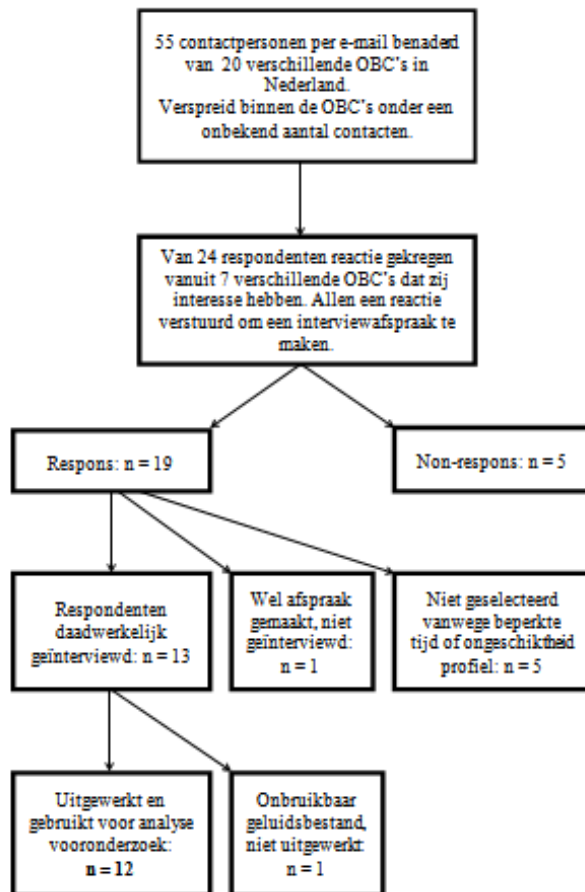 55 contactpersonen per e-mail benaderd
van 20 verschillende OBC's in
Nederland.
Verspreid binnen de OBC's onder een
onbekend aantal contacten.
Van 24 respondenten reactie gekregen
vanuit 7 verschillende OBC's dat zij
interesse hebben. Allen een reactie
verstuurd om een interviewafspraak te
maken.
Respons: n = 19
Non-respons: n = 5
Respondenten
daadwerkelijk
geïnterviewd: n = 13
Wel afspraak
gemaakt, niet
geïnterviewd:
n = 1
Niet geselecteerd
vanwege beperkte
tijd of ongeschiktheid
profiel: n = 5
Uitgewerkt en
gebruikt voor analyse
vooronderzoek:
n = 12
Onbruikbaar
geluidsbestand,
niet uitgewerkt:
n = 1